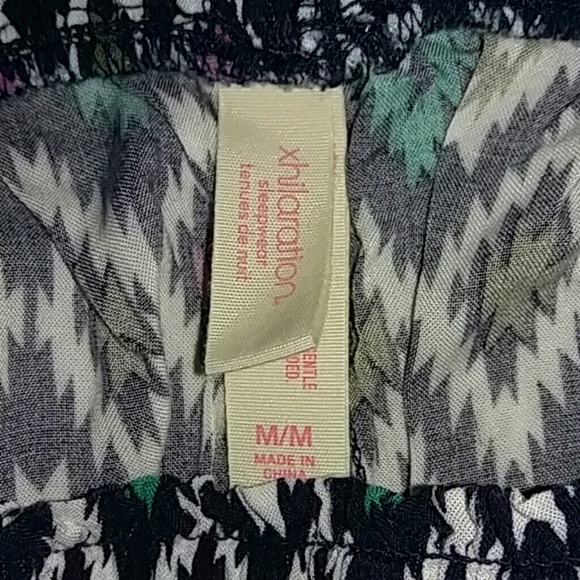 xhilaration
sleepwear
tenues de nuit
M/M
MADE IN
CHINA